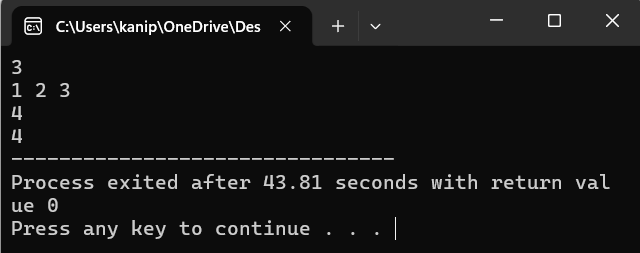 C:\Users\kanip\OneDrive\Des
3
1 2 3
4
4
--------------------------------
Process exited after 43.81 seconds with return val
ue 0
Press any key to continue . . .